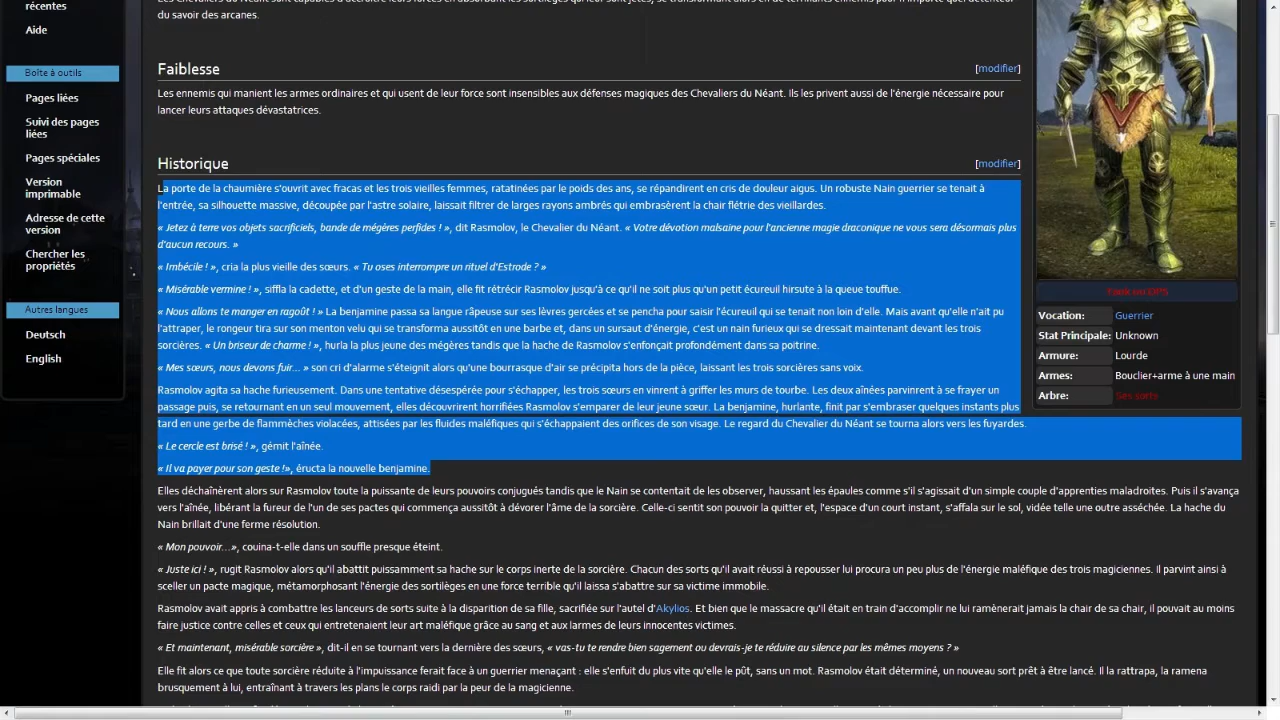 récentes
Aide
Boîte à outils
Pages liées
Suivi des pages
liées
Pages spéciales
Version
imprimable
Adresse de cette
version
Chercher les
propriétés
Autres langues
Deutsch
English
du savoir des arcanes.
Faiblesse
[modifier]
Les ennemis qui manient les armes ordinaires et qui usent de leur force sont insensibles aux défenses magiques des Chevaliers du Néant. Ils les privent aussi de l'énergie nécessaire pour
lancer leurs attaques dévastatrices.
Historique
[modifier]
La porte de la chaumière s'ouvrit avec fracas et les trois vieilles femmes, ratatinées par le poids des ans, se répandirent en cris de douleur aigus. Un robuste Nain guerrier se tenait à
l'entrée, sa silhouette massive, découpée par l'astre solaire, laissait filtrer de larges rayons ambrés qui embrasèrent la chair flétrie des vieillardes.
« Jetez à terre vos objets sacrificiels, bande de mégères perfides ! », dit Rasmolov, le Chevalier du Néant. « Votre dévotion malsaine pour l'ancienne magie draconique ne vous sera désormais plus
d'aucun recours. »
« Imbécile ! », cria la plus vieille des sœurs. « Tu oses interrompre un rituel d'Estrode ? »
« Misérable vermine ! », siffla la cadette, et d'un geste de la main, elle fit rétrécir Rasmolov jusqu'à ce qu'il ne soit plus qu'un petit écureuil hirsute à la queue touffue.
« Nous allons te manger en ragoût ! » La benjamine passa sa langue râpeuse sur ses lèvres gercées et se pencha pour saisir l'écureuil qui se tenait non loin d'elle. Mais avant qu'elle n'ait pu
l'attraper, le rongeur tira sur son menton velu qui se transforma aussitôt en une barbe et, dans un sursaut d'énergie, c'est un nain furieux qui se dressait maintenant devant les trois
sorcières. « Un briseur de charme ! », hurla la plus jeune des mégères tandis que la hache de Rasmolov s'enfonçait profondément dans sa poitrine.
« Mes sœurs, nous devons fuir... » son cri d'alarme s'éteignit alors qu'une bourrasque d'air se précipita hors de la pièce, laissant les trois sorcières sans voix.
Rasmolov agita sa hache furieusement. Dans une tentative désespérée pour s'échapper, les trois sœurs en vinrent à griffer les murs de tourbe. Les deux aînées parvinrent à se frayer un
passage puis, se retournant en un seul mouvement, elles découvrirent horrifiées Rasmolov s'emparer de leur jeune sœur. La benjamine, hurlante, finit par s'embraser quelques instants plus
tard en une gerbe de flammèches violacées, attisées par les fluides maléfiques qui s'échappaient des orifices de son visage. Le regard du Chevalier du Néant se tourna alors vers les fuyardes.
« Le cercle est brisé ! », gémit l'aînée.
« Il va payer pour son geste !», éructa la nouvelle benjamine.
Elles déchaînèrent alors sur Rasmolov toute la puissante de leurs pouvoirs conjugués tandis que le Nain se contentait de les observer, haussant les épaules comme s'il s'agissait d'un simple couple d'apprenties maladroites. Puis il s'avança
vers l'aînée, libérant la fureur de l'un de ses pactes qui commença aussitôt à dévorer l'âme de la sorcière. Celle-ci sentit son pouvoir la quitter et, l'espace d'un court instant, s'affala sur le sol, vidée telle une outre asséchée. La hache du
Nain brillait d'une ferme résolution.
« Mon pouvoir...», couina-t-elle dans un souffle presque éteint.
« Juste ici ! », rugit Rasmolov alors qu'il abattit puissamment sa hache sur le corps inerte de la sorcière. Chacun des sorts qu'il avait réussi à repousser lui procura un peu plus de l'énergie maléfique des trois magiciennes. Il parvint ainsi à
sceller un pacte magique, métamorphosant l'énergie des sortilèges en une force terrible qu'il laissa s'abattre sur sa victime immobile.
Rasmolov avait appris à combattre les lanceurs de sorts suite à la disparition de sa fille, sacrifiée sur l'autel d'Akylios. Et bien que le massacre qu'il était en train d'accomplir ne lui ramènerait jamais la chair de sa chair, il pouvait au moins
faire justice contre celles et ceux qui entretenaient leur art maléfique grâce au sang et aux larmes de leurs innocentes victimes.
« Et maintenant, misérable sorcière », dit-il en se tournant vers la dernière des sœurs, « vas-tu te rendre bien sagement ou devrais-je te réduire au silence par les mêmes moyens ? »
Elle fit alors ce que toute sorcière réduite à l'impuissance ferait face à un guerrier menaçant : elle s'enfuit du plus vite qu'elle le pût, sans un mot. Rasmolov était déterminé, un nouveau sort prêt à être lancé. Il la rattrapa, la ramena
brusquement à lui, entraînant à travers les plans le corps raidi par la peur de la magicienne.
Tank ou DPS
Vocation: Guerrier
Stat Principale: Unknown
Armure: Lourde
Armes: Bouclier+arme à une main
Arbre: Ses sorts